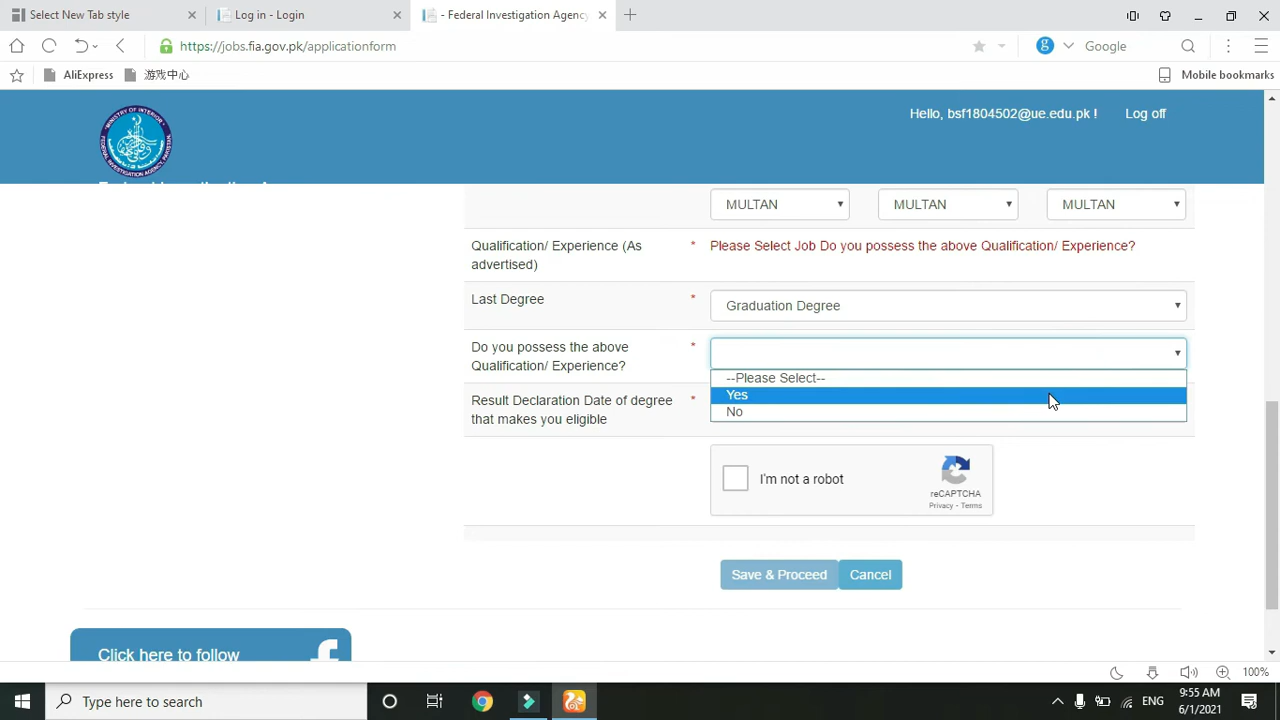 Select New Tab style
Log in - Login
- Federal Investigation Agency
https://jobs.fia.gov.pk/applicationform
Google
AliExpress
游戏中心
Mobile bookmarks
MINISTRY OF INTERIOR
Hello, bsf1804502@ue.edu.pk !
Log off
MULTAN
MULTAN
MULTAN
Qualification/ Experience (As
advertised)
*
Please Select Job Do you possess the above Qualification/ Experience?
Last Degree
*
Graduation Degree
Do you possess the above
Qualification/ Experience?
*
--Please Select--
Yes
No
Result Declaration Date of degree
that makes you eligible
*
I'm not a robot
reCAPTCHA
Privacy - Terms
Save & Proceed
Cancel
Click here to follow
f
100%
Type here to search
ENG
9:55 AM
6/1/2021